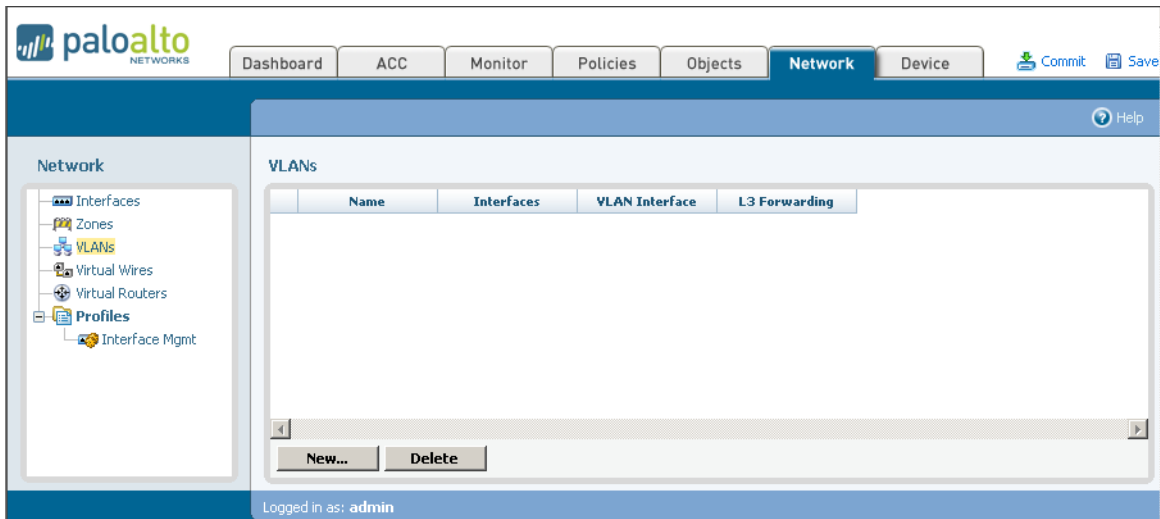 paloalto
NETWORKS
Dashboard ACC Monitor Policies Objects Network Device Commit Save
Help
Network
Interfaces
Zones
VLANs
Virtual Wires
Virtual Routers
Profiles
Interface Mgmt
VLANs
Name Interfaces VLAN Interface L3 Forwarding
New... Delete
Logged in as: admin